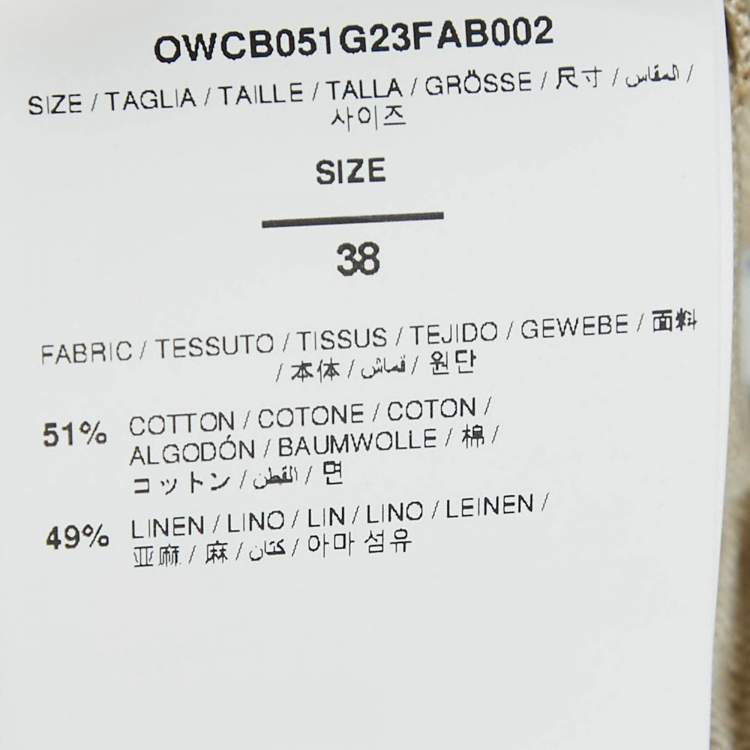 OWCB051G23FAB002
SIZE / TAGLIA / TAILLE / TALLA / GRÖSSE / 尺寸 / المقاس /
사이즈
SIZE
38
FABRIC / TESSUTO / TISSUS / TEJIDO / GEWEBE / 面料
/ 本体 / قماش / 원단
51% COTTON / COTONE / COTON /
ALGODÓN / BAUMWOLLE / 棉 /
コットン / القطن / 면
49% LINEN / LINO / LIN / LINO / LEINEN /
亚麻 / 麻 / كتان / 아마 섬유